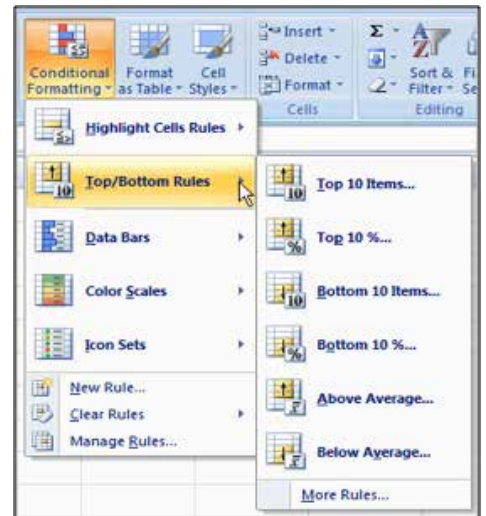 Conditional Formatting
Format as Table
Cell Styles
Insert
Delete
Format
Cells
Σ
Sort &
Filter
Editing
Highlight Cells Rules
Top/Bottom Rules
Data Bars
Color Scales
Icon Sets
New Rule...
Clear Rules
Manage Rules...
Top 10 Items...
Top 10 %...
Bottom 10 Items...
Bottom 10 %...
Above Average...
Below Average...
More Rules...